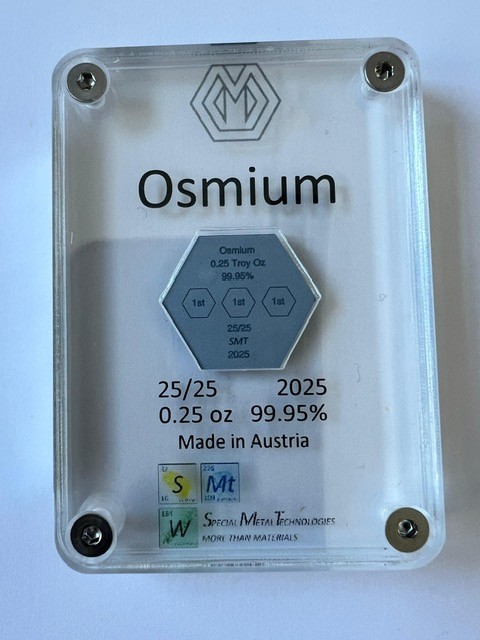 Osmium
Osmium
0.25 Troy Oz
99.95%
1st 1st 1st
25/25
SMT
2025
25/25 2025
0.25 oz 99.95%
Made in Austria
S Mt
W SPECIAL METAL TECHNOLOGIES
MORE THAN MATERIALS